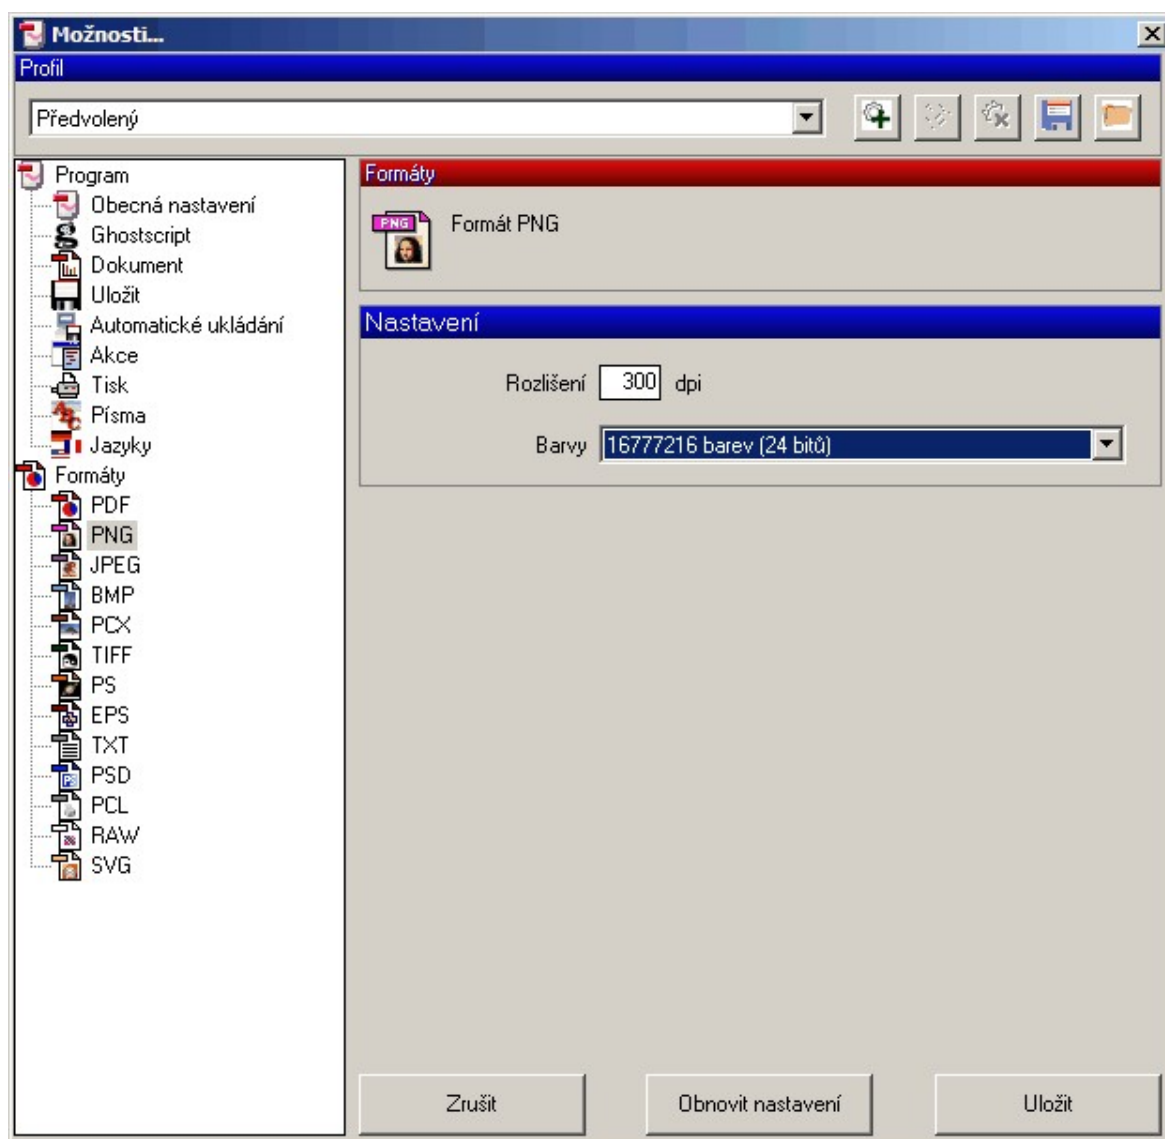 Možnosti...
Profil
Předvolený
Program
Obecná nastavení
Ghostscript
Dokument
Uložit
Automatické ukládání
Akce
Tisk
Písma
Jazyky
Formáty
PDF
PNG
JPEG
BMP
PCX
TIFF
PS
EPS
TXT
PSD
PCL
RAW
SVG
Formáty
PNG
Formát PNG
Nastavení
Rozlišení 300 dpi
Barvy 16777216 barev (24 bitů)
Zrušit
Obnovit nastavení
Uložit